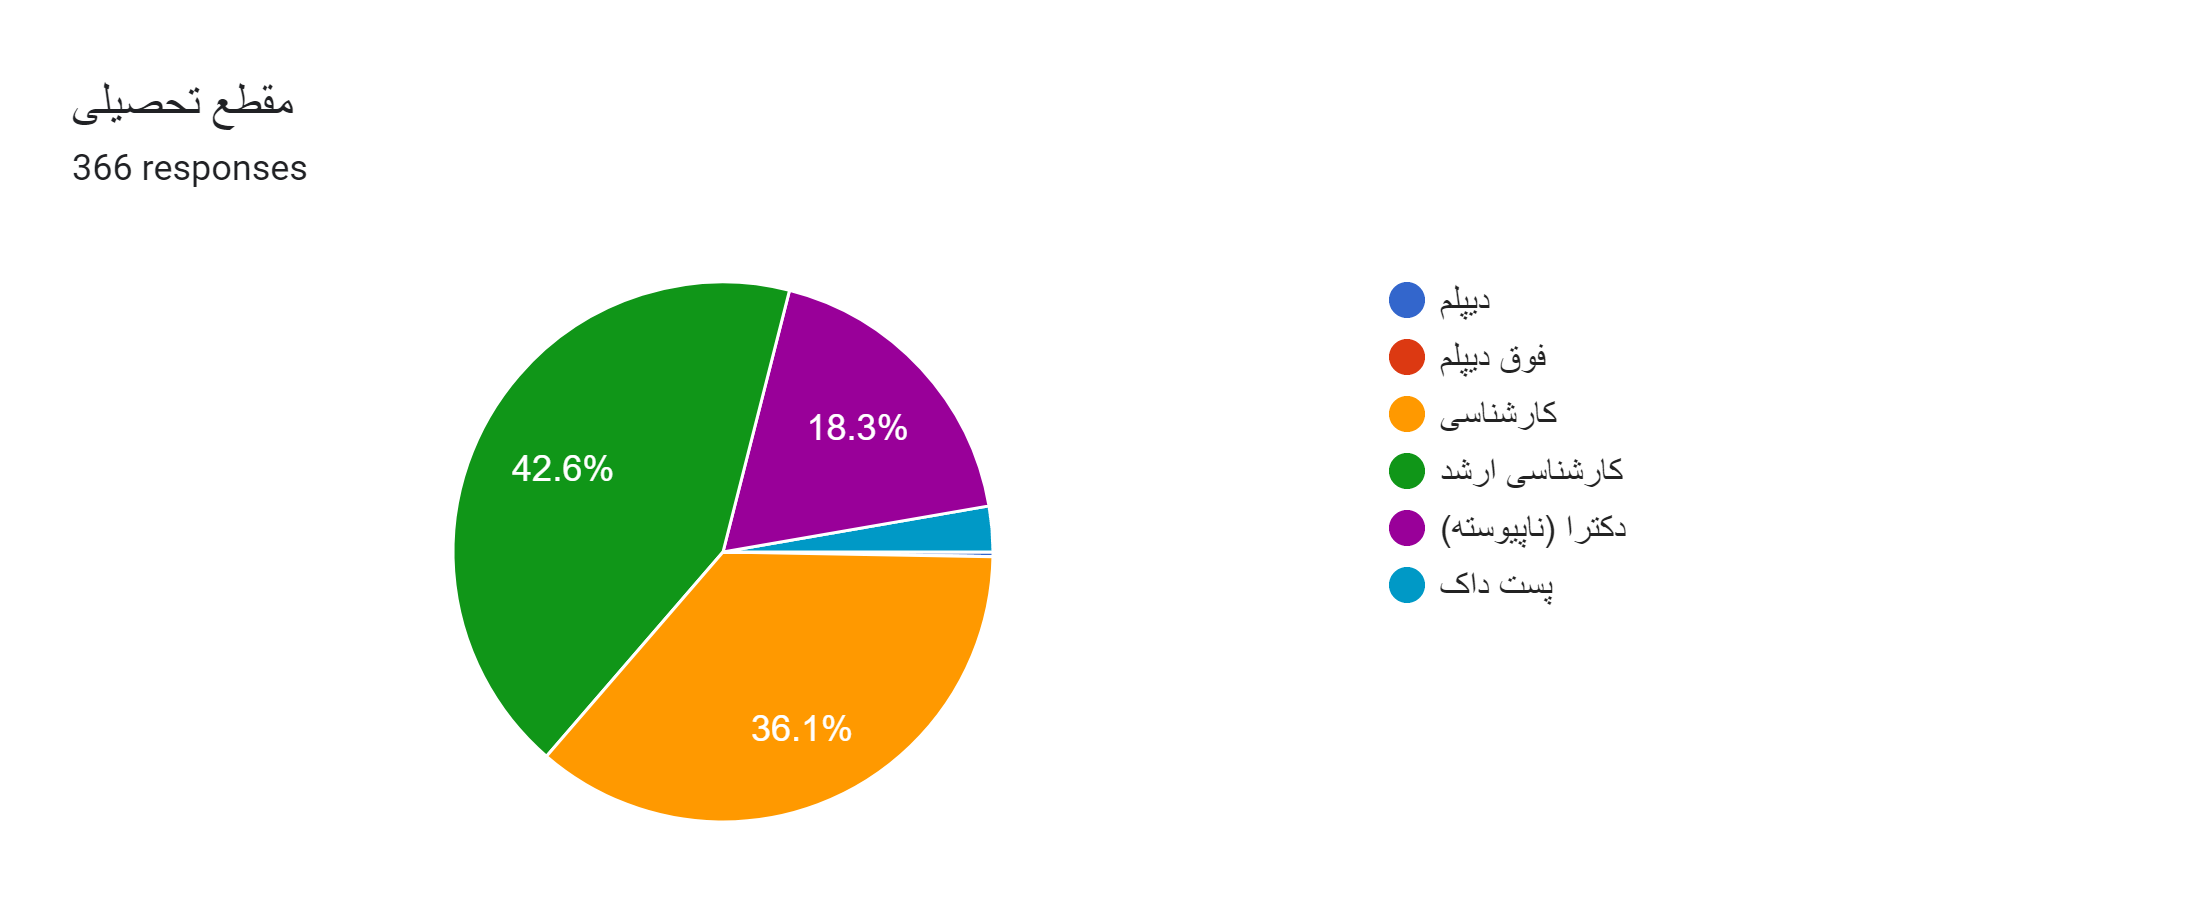 مقطع تحصیلی
366 responses
18.3%
42.6%
36.1%
دیپلم
فوق دیپلم
کارشناسی
کارشناسی ارشد
دکترا (ناپیوسته)
پست داک